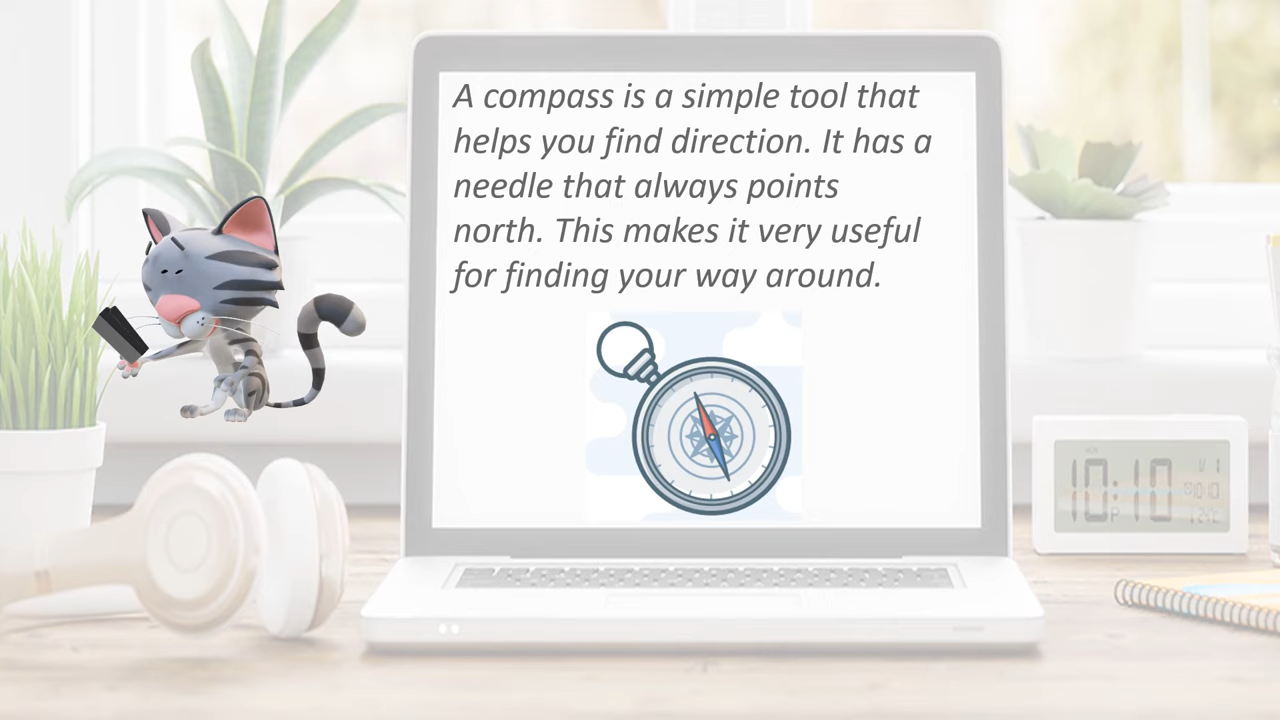 A compass is a simple tool that
helps you find direction. It has a
needle that always points
north. This makes it very useful
for finding your way around.
10:10
P